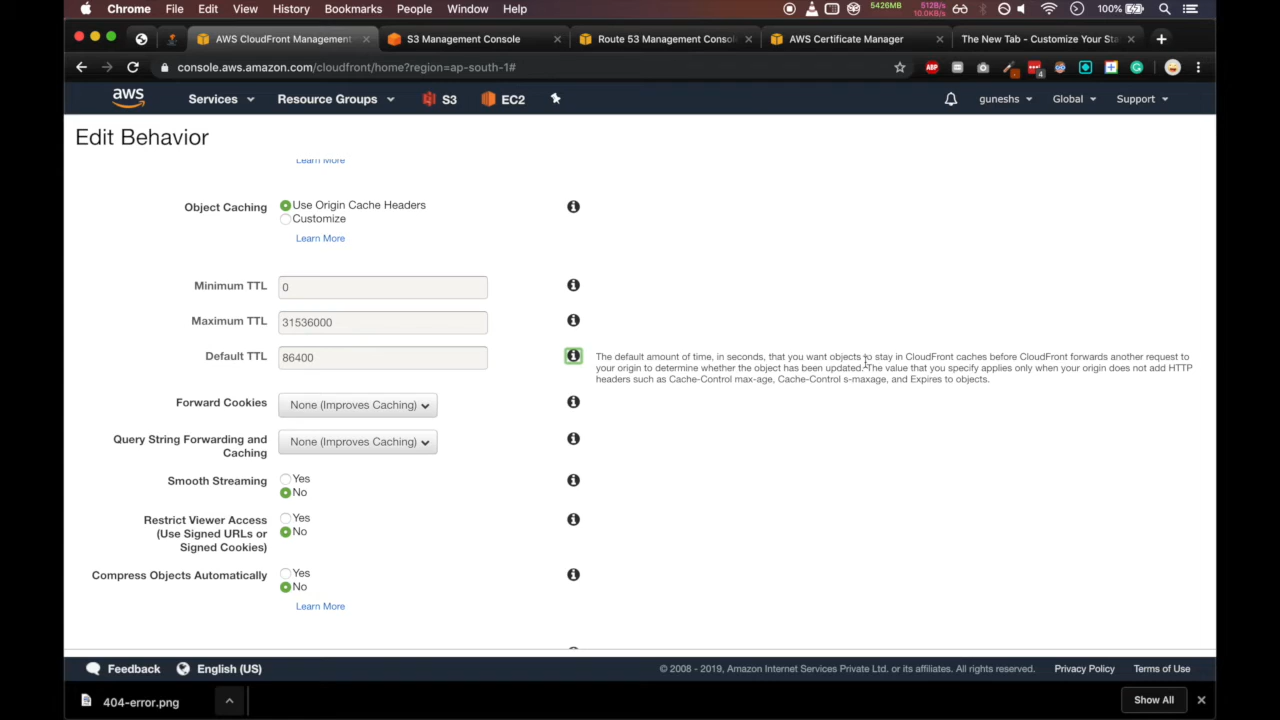 Chrome File Edit View History Bookmarks People Window Help 5426MB 512B/s 10.0KB/s 100%
AWS CloudFront Management S3 Management Console Route 53 Management Conso AWS Certificate Manager The New Tab - Customize Your Sta
console.aws.amazon.com/cloudfront/home?region=ap-south-1# ABP 4
aws Services Resource Groups S3 EC2 guneshs Global Support
Edit Behavior
Learn More
Object Caching Use Origin Cache Headers
Customize
Learn More
Minimum TTL 0
Maximum TTL 31536000
Default TTL 86400
The default amount of time, in seconds, that you want objects to stay in CloudFront caches before CloudFront forwards another request to
your origin to determine whether the object has been updated. The value that you specify applies only when your origin does not add HTTP
headers such as Cache-Control max-age, Cache-Control s-maxage, and Expires to objects.
Forward Cookies None (Improves Caching)
Query String Forwarding and
Caching None (Improves Caching)
Smooth Streaming Yes
No
Restrict Viewer Access
(Use Signed URLs or
Signed Cookies) Yes
No
Compress Objects Automatically Yes
No
Learn More
Feedback English (US) © 2008 - 2019, Amazon Internet Services Private Ltd. or its affiliates. All rights reserved. Privacy Policy Terms of Use
404-error.png Show All